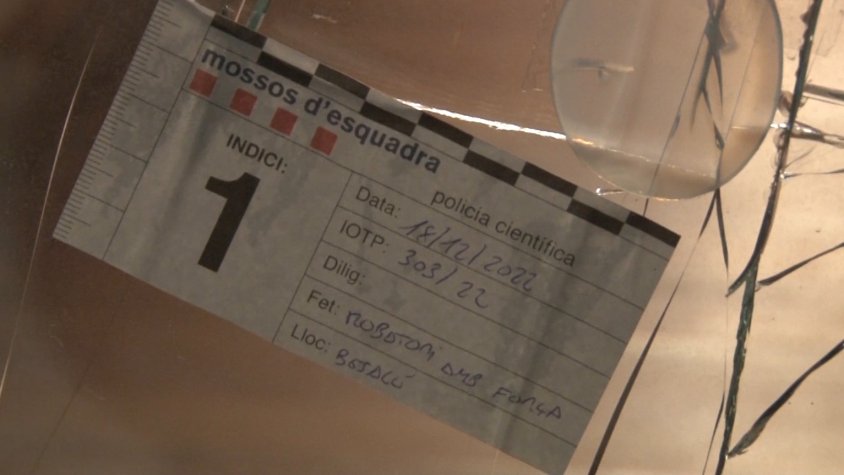 mossos d'esquadra
policia científica
INDICI:
1
Data: 18/12/2022
IOTP: 303/22
Dilig:
Fet: ROBATORI AMB FORÇA
Lloc: BESALÚ